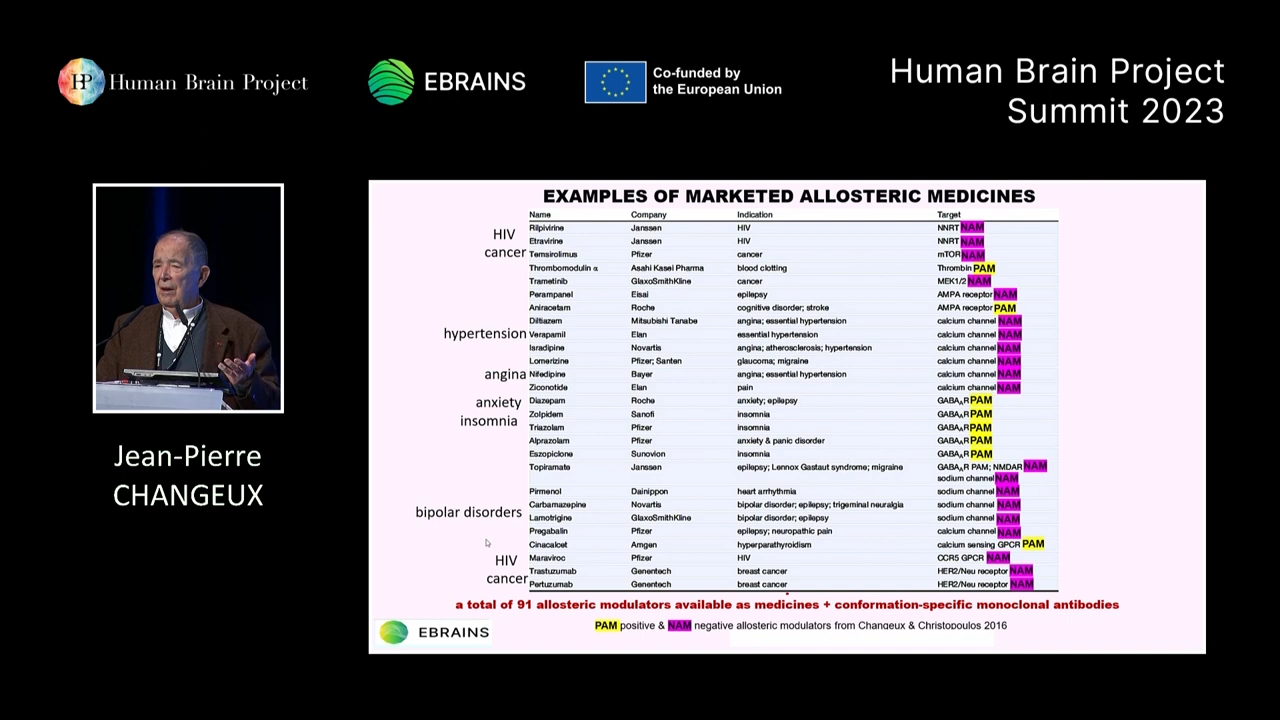 HP Human Brain Project
EBRAINS
Co-funded by
the European Union
Human Brain Project
Summit 2023
Jean-Pierre
CHANGEUX
EXAMPLES OF MARKETED ALLOSTERIC MEDICINES
Name Company Indication Target
HIV
cancer
hypertension
angina
anxiety
insomnia
bipolar disorders
HIV
cancer
Rilpivirine Janssen HIV NNRT NAM
Etravirine Janssen HIV NNRT NAM
Temsirolimus Pfizer cancer mTOR NAM
Thrombomodulin α Asahi Kasei Pharma blood clotting Thrombin PAM
Trametinib GlaxoSmithKline cancer MEK1/2 NAM
Perampanel Eisai epilepsy AMPA receptor NAM
Aniracetam Roche cognitive disorder; stroke AMPA receptor PAM
Diltiazem Mitsubishi Tanabe angina; essential hypertension calcium channel NAM
Verapamil Elan essential hypertension calcium channel NAM
Isradipine Novartis angina; atherosclerosis; hypertension calcium channel NAM
Lomerizine Pfizer; Santen glaucoma; migraine calcium channel NAM
Nifedipine Bayer angina; essential hypertension calcium channel NAM
Ziconotide Elan pain calcium channel NAM
Diazepam Roche anxiety; epilepsy GABAAR PAM
Zolpidem Sanofi insomnia GABAAR PAM
Triazolam Pfizer insomnia GABAAR PAM
Alprazolam Pfizer anxiety & panic disorder GABAAR PAM
Eszopiclone Sunovion insomnia GABAAR PAM
Topiramate Janssen epilepsy; Lennox Gastaut syndrome; migraine GABAAR PAM; NMDAR NAM
sodium channel NAM
Pirmenol Dainippon heart arrhythmia sodium channel NAM
Carbamazepine Novartis bipolar disorder; epilepsy; trigeminal neuralgia sodium channel NAM
Lamotrigine GlaxoSmithKline bipolar disorder; epilepsy sodium channel NAM
Pregabalin Pfizer epilepsy; neuropathic pain calcium channel NAM
Cinacalcet Amgen hyperparathyroidism calcium sensing GPCR PAM
Maraviroc Pfizer HIV CCR5 GPCR NAM
Trastuzumab Genentech breast cancer HER2/Neu receptor NAM
Pertuzumab Genentech breast cancer HER2/Neu receptor NAM
a total of 91 allosteric modulators available as medicines + conformation-specific monoclonal antibodies
PAM positive & NAM negative allosteric modulators from Changeux & Christopoulos 2016
EBRAINS